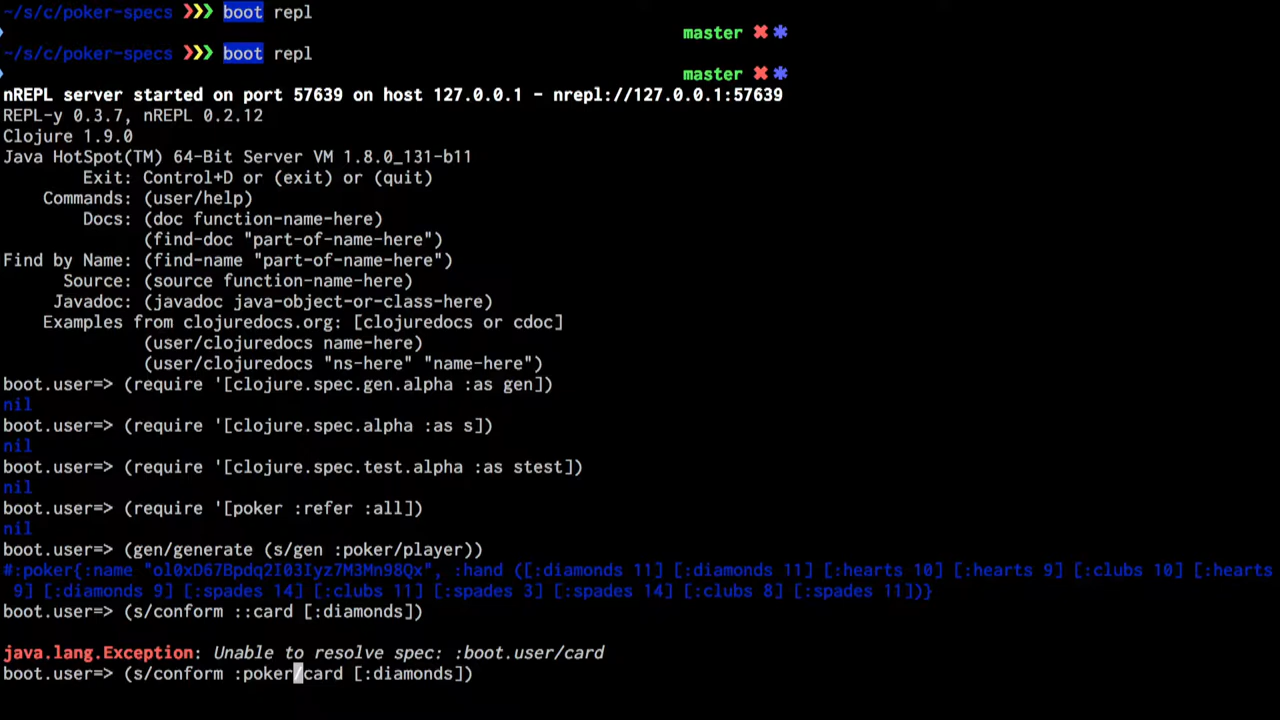 ~/s/c/poker-specs ❯❯❯ boot repl
master ✖ ✱
~/s/c/poker-specs ❯❯❯ boot repl
master ✖ ✱
nREPL server started on port 57639 on host 127.0.0.1 - nrepl://127.0.0.1:57639
REPL-y 0.3.7, nREPL 0.2.12
Clojure 1.9.0
Java HotSpot(TM) 64-Bit Server VM 1.8.0_131-b11
Exit: Control+D or (exit) or (quit)
Commands: (user/help)
Docs: (doc function-name-here)
(find-doc "part-of-name-here")
Find by Name: (find-name "part-of-name-here")
Source: (source function-name-here)
Javadoc: (javadoc java-object-or-class-here)
Examples from clojuredocs.org: [clojuredocs or cdoc]
(user/clojuredocs name-here)
(user/clojuredocs "ns-here" "name-here")
boot.user=> (require '[clojure.spec.gen.alpha :as gen])
nil
boot.user=> (require '[clojure.spec.alpha :as s])
nil
boot.user=> (require '[clojure.spec.test.alpha :as stest])
nil
boot.user=> (require '[poker :refer :all])
nil
boot.user=> (gen/generate (s/gen :poker/player))
#:poker{:name "ol0xD67Bpdq2I03Iyz7M3Mn98Qx", :hand ([:diamonds 11] [:diamonds 11] [:hearts 10] [:hearts 9] [:clubs 10] [:hearts
9] [:diamonds 9] [:spades 14] [:clubs 11] [:spades 3] [:spades 14] [:clubs 8] [:spades 11])}
boot.user=> (s/conform ::card [:diamonds])
java.lang.Exception: Unable to resolve spec: :boot.user/card
boot.user=> (s/conform :poker/card [:diamonds])